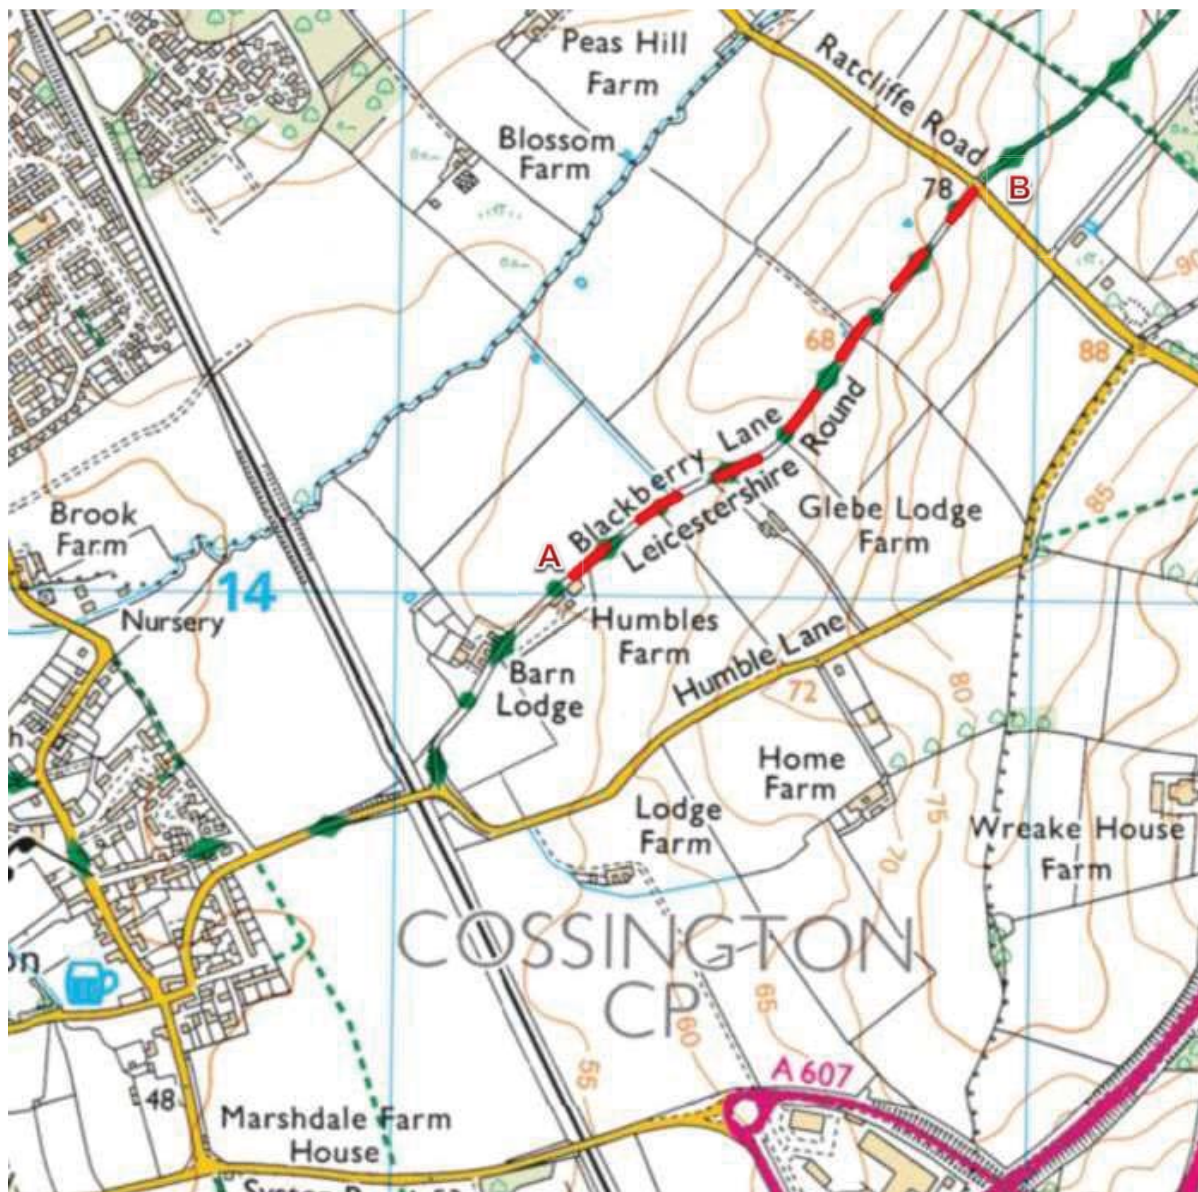 Peas Hill
Farm
Ratcliffe Road
Blossom
Farm
78
B
68
88
90
Blackberry Lane
Leicestershire Round
Glebe Lodge
Farm
85
Brook
Farm
A
14
Nursery
Humbles
Farm
Barn
Lodge
Humble Lane
72
80
Home
Farm
Lodge
Farm
75
Wreake House
Farm
70
COSSINGTON
CP
65
60
55
A 607
48
Marshdale Farm
House